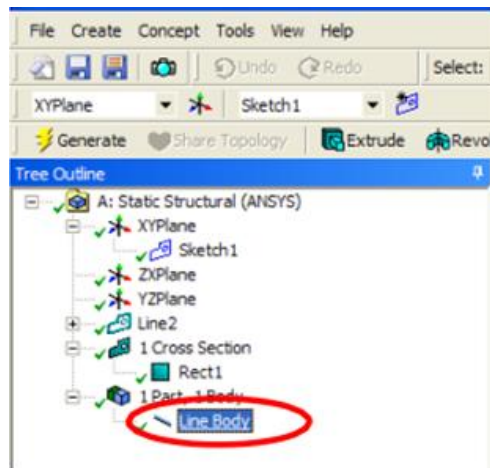 File Create Concept Tools View Help
Undo Redo Select:
XYPlane Sketch1
Generate Share Topology Extrude Revo
Tree Outline
A: Static Structural (ANSYS)
XYPlane
Sketch1
ZXPlane
YZPlane
Line2
1 Cross Section
Rect1
1 Part, 1 Body
Line Body